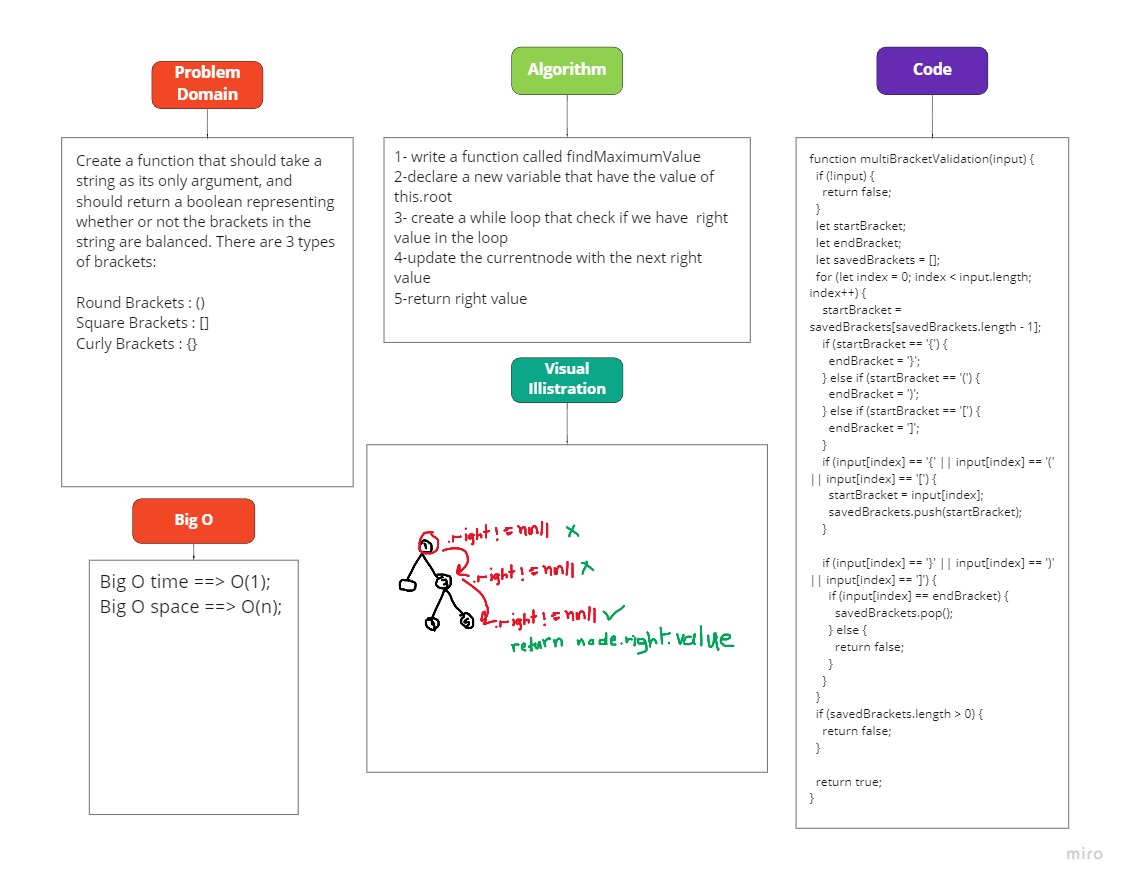 Problem
Domain
Create a function that should take a
string as its only argument, and
should return a boolean representing
whether or not the brackets in the
string are balanced. There are 3 types
of brackets:
Round Brackets : ()
Square Brackets : []
Curly Brackets : {}
Big O
Big O time ==> O(1);
Big O space ==> O(n);
Algorithm
1- write a function called findMaximumValue
2-declare a new variable that have the value of
this.root
3- create a while loop that check if we have  right
value in the loop
4-update the currentnode with the next right
value
5-return right value
Visual
Illistration
.right != null x
.right != null x
.right != null ✓
return node.right.value
Code
function multiBracketValidation(input) {
if (!input) {
return false;
}
let startBracket;
let endBracket;
let savedBrackets = [];
for (let index = 0; index < input.length;
index++) {
startBracket =
savedBrackets[savedBrackets.length - 1];
if (startBracket == '{') {
endBracket = '}';
} else if (startBracket == '(') {
endBracket = ')';
} else if (startBracket == '[') {
endBracket = ']';
}
if (input[index] == '{' || input[index] == '('
|| input[index] == '[') {
startBracket = input[index];
savedBrackets.push(startBracket);
}
if (input[index] == '}' || input[index] == ')'
|| input[index] == ']') {
if (input[index] == endBracket) {
savedBrackets.pop();
} else {
return false;
}
}
}
if (savedBrackets.length > 0) {
return false;
}
return true;
}
miro